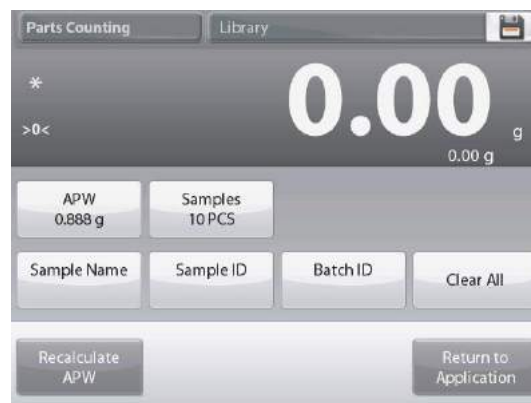 Parts Counting Library
*
>0<
0.00 g
0.00 g
APW Samples
0.888 g 10 PCS
Sample Name Sample ID Batch ID Clear All
Recalculate Return to
APW Application